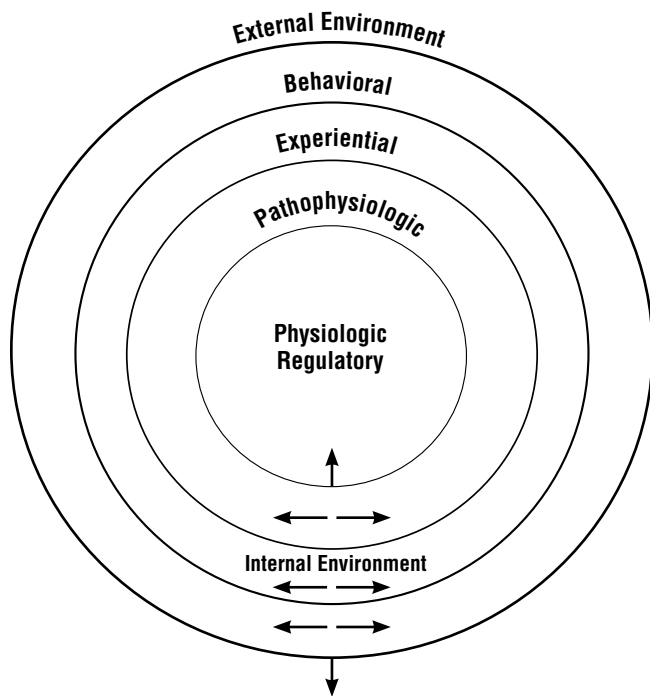 External Environment
Behavioral
Experiential
Pathophysiologic
Physiologic
Regulatory
Internal Environment